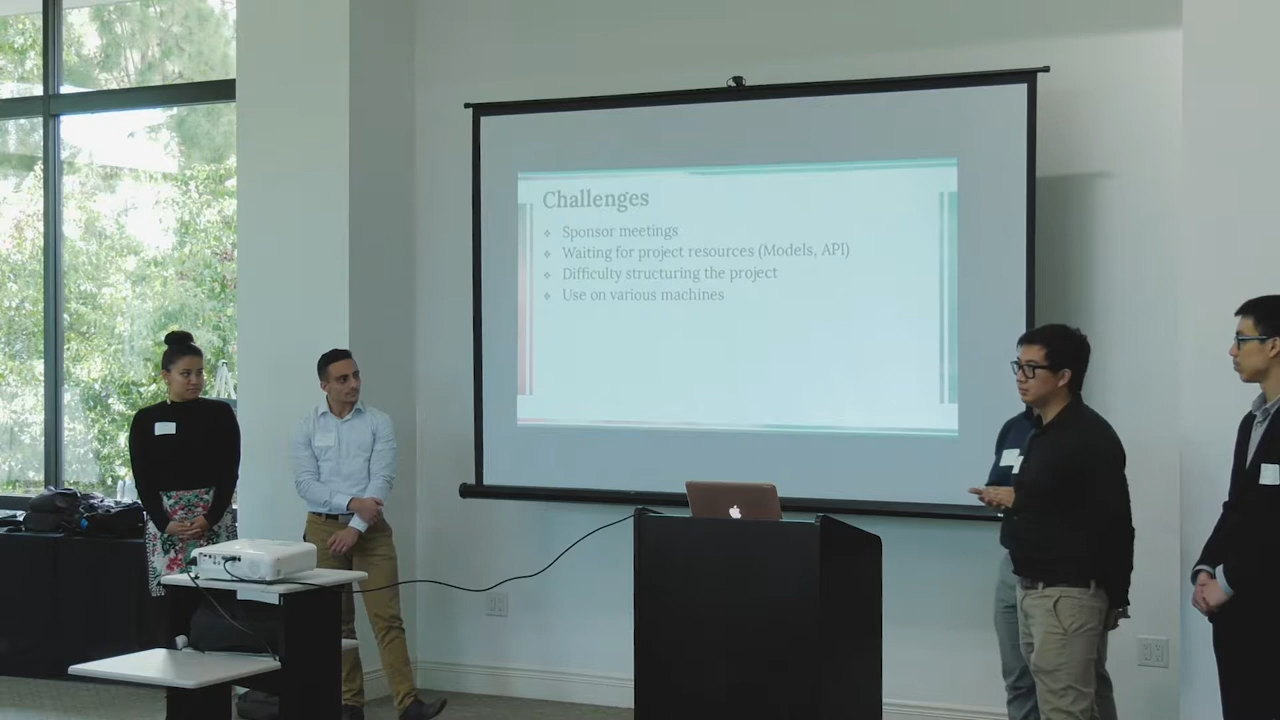 Challenges
Sponsor meetings
Waiting for project resources (Models, API)
Difficulty structuring the project
Use on various machines